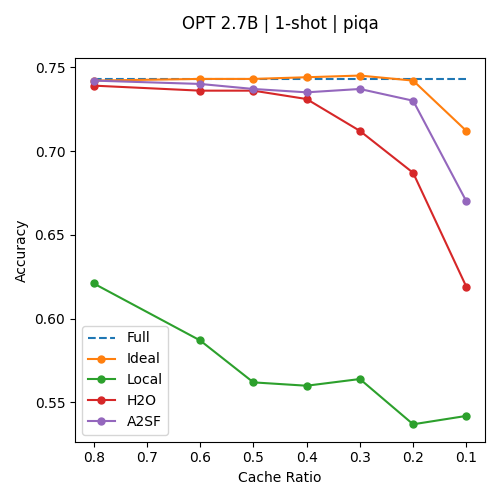 OPT 2.7B | 1-shot | piqa
0.75
0.70
0.65
0.60
0.55
Accuracy
Full
Ideal
Local
H2O
A2SF
0.8 0.7 0.6 0.5 0.4 0.3 0.2 0.1
Cache Ratio